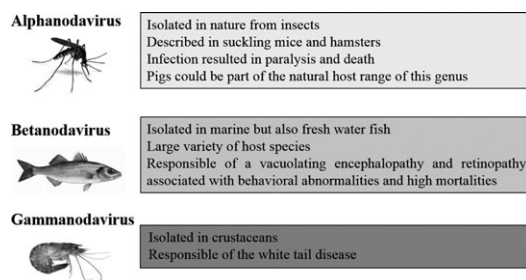 Alphanodavirus
Isolated in nature from insects
Described in suckling mice and hamsters
Infection resulted in paralysis and death
Pigs could be part of the natural host range of this genus
Betanodavirus
Isolated in marine but also fresh water fish
Large variety of host species
Responsible of a vacuolating encephalopathy and retinopathy
associated with behavioral abnormalities and high mortalities
Gammanodavirus
Isolated in crustaceans
Responsible of the white tail disease